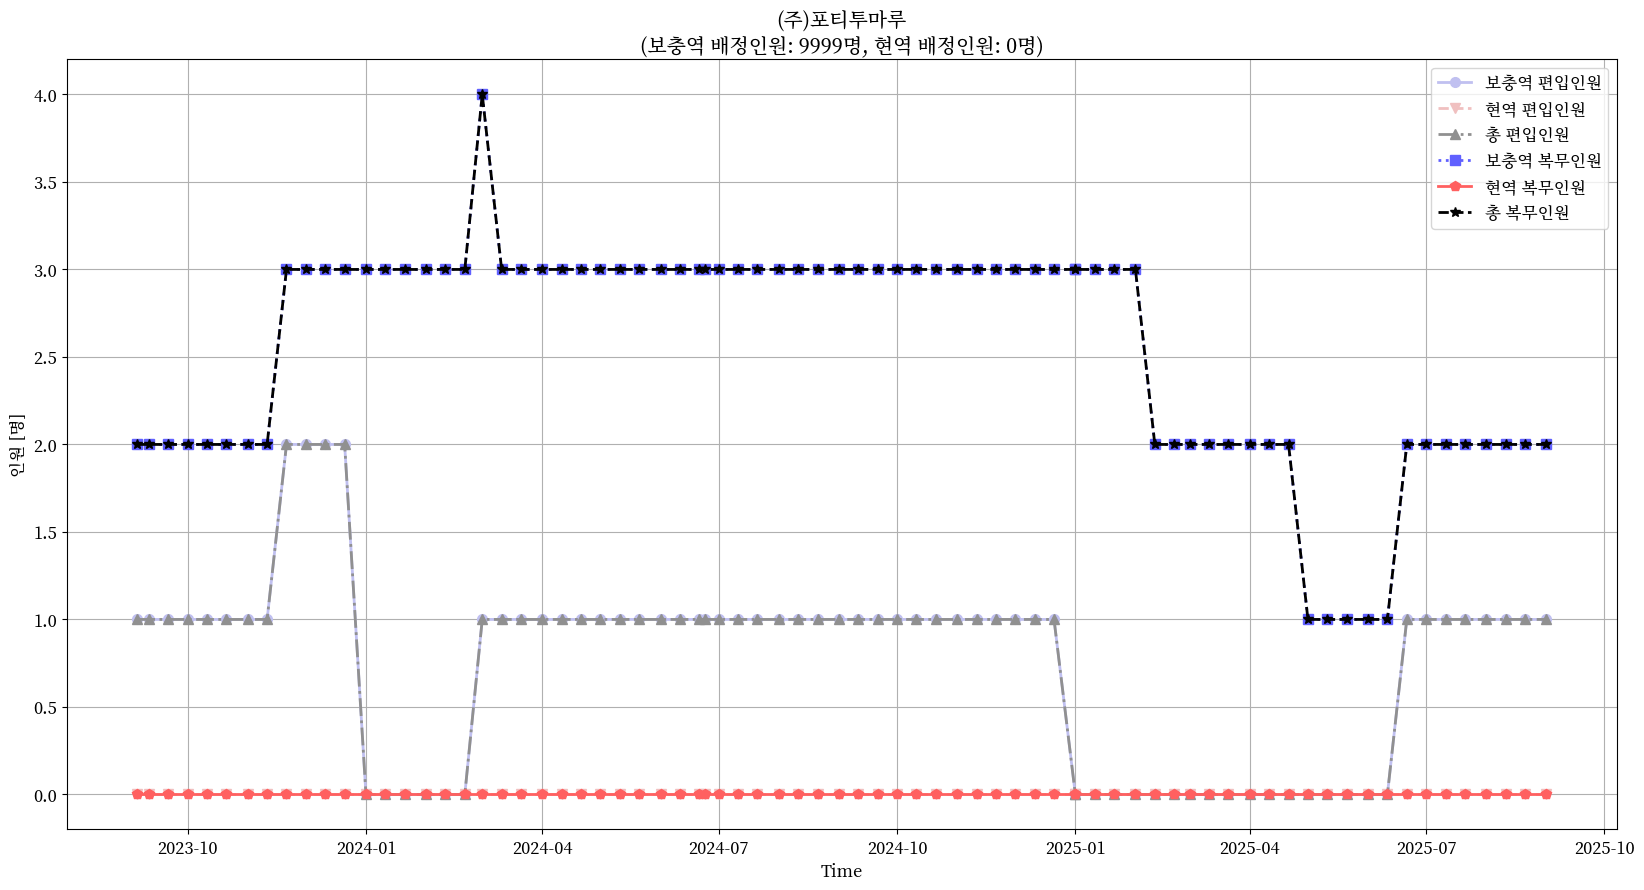 (주)포티투마루
(보충역 배정인원: 9999명, 현역 배정인원: 0명)
보충역 편입인원
현역 편입인원
총 편입인원
보충역 복무인원
현역 복무인원
총 복무인원
인원 [명]
4.0
3.5
3.0
2.5
2.0
1.5
1.0
0.5
0.0
2023-10 2024-01 2024-04 2024-07 2024-10 2025-01 2025-04 2025-07 2025-10
Time